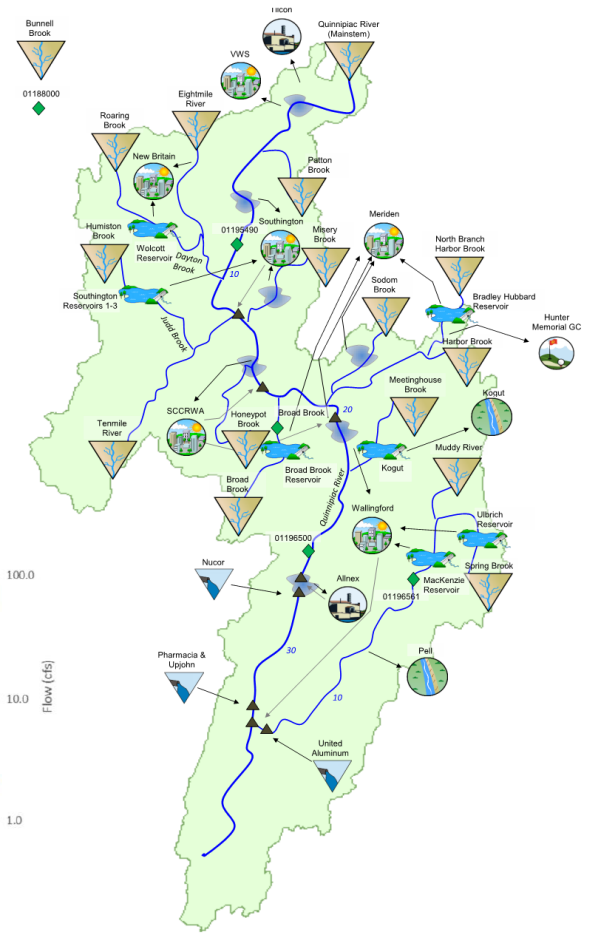 Bunnell
Brook
01188000
Quinnipiac River
(Mainstem)
VWS
Eightmile
River
Roaring
Brook
New Britain
Patton
Brook
Southington
Misery
Brook
Meriden
North Branch
Harbor Brook
Humiston
Brook
Wolcott
Reservoir
Dayton
Brook
01195490
10
Sodom
Brook
Bradley Hubbard
Reservoir
Southington
Reservoirs 1-3
Judd Brook
Hunter
Memorial GC
Harbor Brook
Meetinghouse
Brook
Kogut
SCCRWA
Honeypot
Brook
Broad Brook
20
Tenmile
River
Muddy River
Broad
Brook
Broad Brook
Reservoir
Kogut
Quinnipiac River
Wallingford
Ulbrich
Reservoir
01196500
MacKenzie
Reservoir
Spring Brook
01196561
Nucor
Allnex
100.0
Flow (cfs)
10.0
1.0
30
10
Pell
Pharmacia &
Upjohn
United
Aluminum